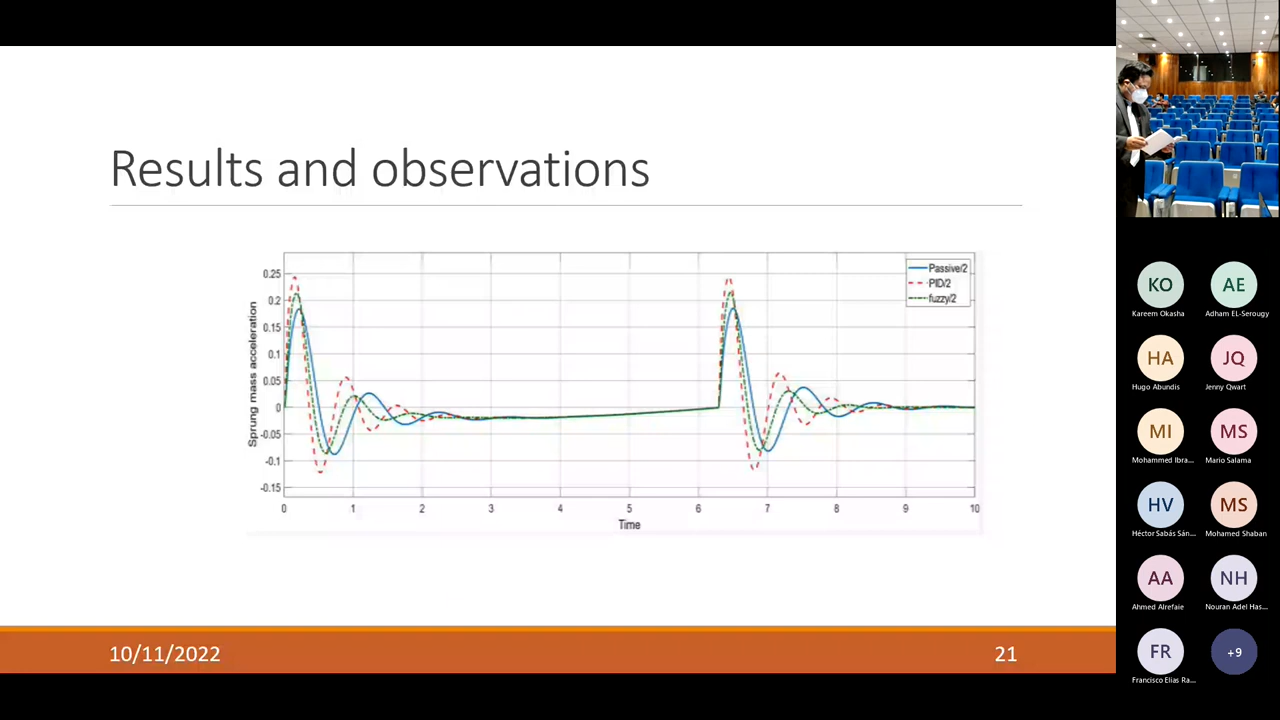 Results and observations
Passive/2
PID/2
fuzzy/2
Sprung mass acceleration
0.25
0.2
0.15
0.1
0.05
0
-0.05
-0.1
-0.15
0 1 2 3 4 5 6 7 8 9 10
Time
10/11/2022
21
KO AE
Kareem Okasha Adham EL-Serougy
HA JQ
Hugo Abundis Jenny Qwart
MI MS
Mohammed Ibra... Mario Salama
HV MS
Héctor Sabás Sán... Mohamed Shaban
AA NH
Ahmed Alrefaie Nouran Adel Has...
FR +9
Francisco Elias Ra...